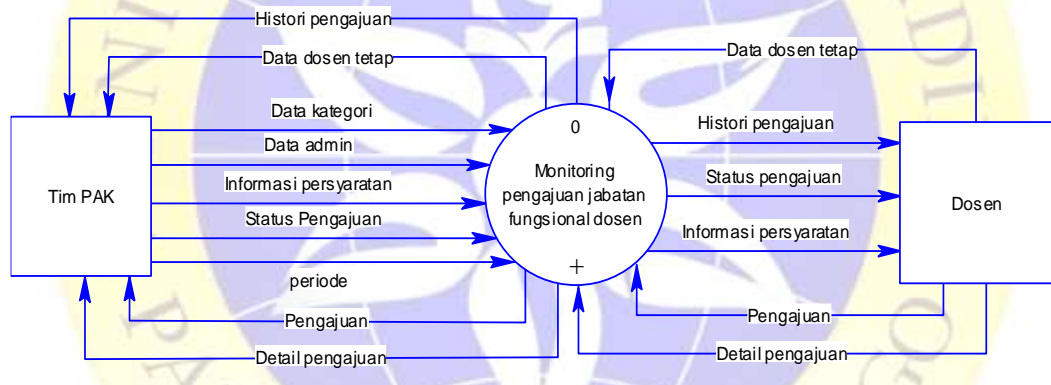 Histori pengajuan
Data dosen tetap
Data dosen tetap
Data kategori
Data admin
Informasi persyaratan
Status Pengajuan
periode
Pengajuan
Detail pengajuan
Tim PAK
0
Monitoring
pengajuan jabatan
fungsional dosen
+
Histori pengajuan
Status pengajuan
Informasi persyaratan
Pengajuan
Detail pengajuan
Dosen